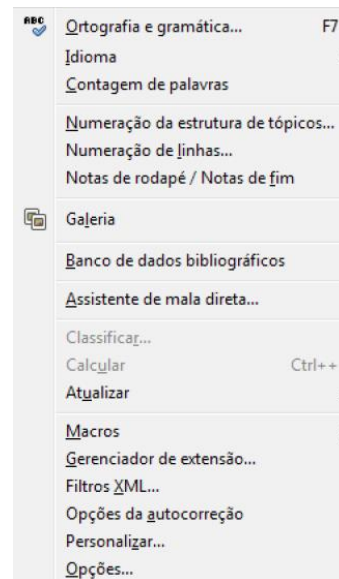 ABC
Ortografia e gramática... F7
Idioma
Contagem de palavras
Numeração da estrutura de tópicos...
Numeração de linhas...
Notas de rodapé / Notas de fim
Galeria
Banco de dados bibliográficos
Assistente de mala direta...
Classificar...
Calcular Ctrl++
Atualizar
Macros
Gerenciador de extensão...
Filtros XML...
Opções da autocorreção
Personalizar...
Opções...